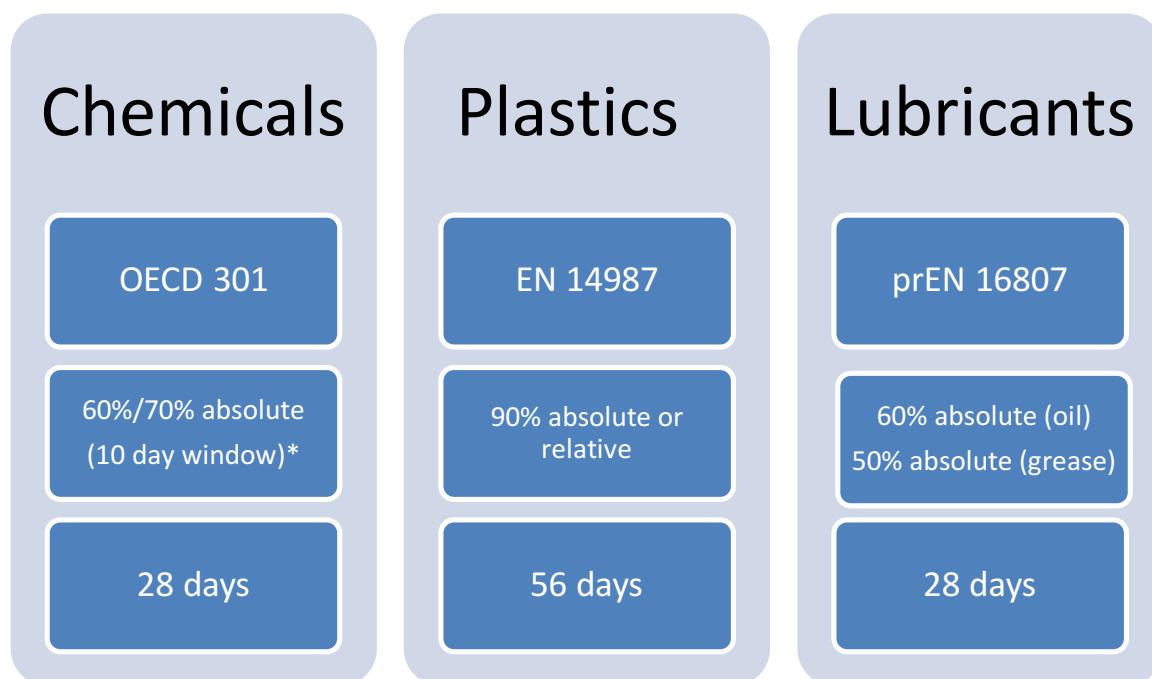 Chemicals
OECD 301
60%/70% absolute
(10 day window)*
28 days
Plastics
EN 14987
90% absolute or
relative
56 days
Lubricants
prEN 16807
60% absolute (oil)
50% absolute (grease)
28 days